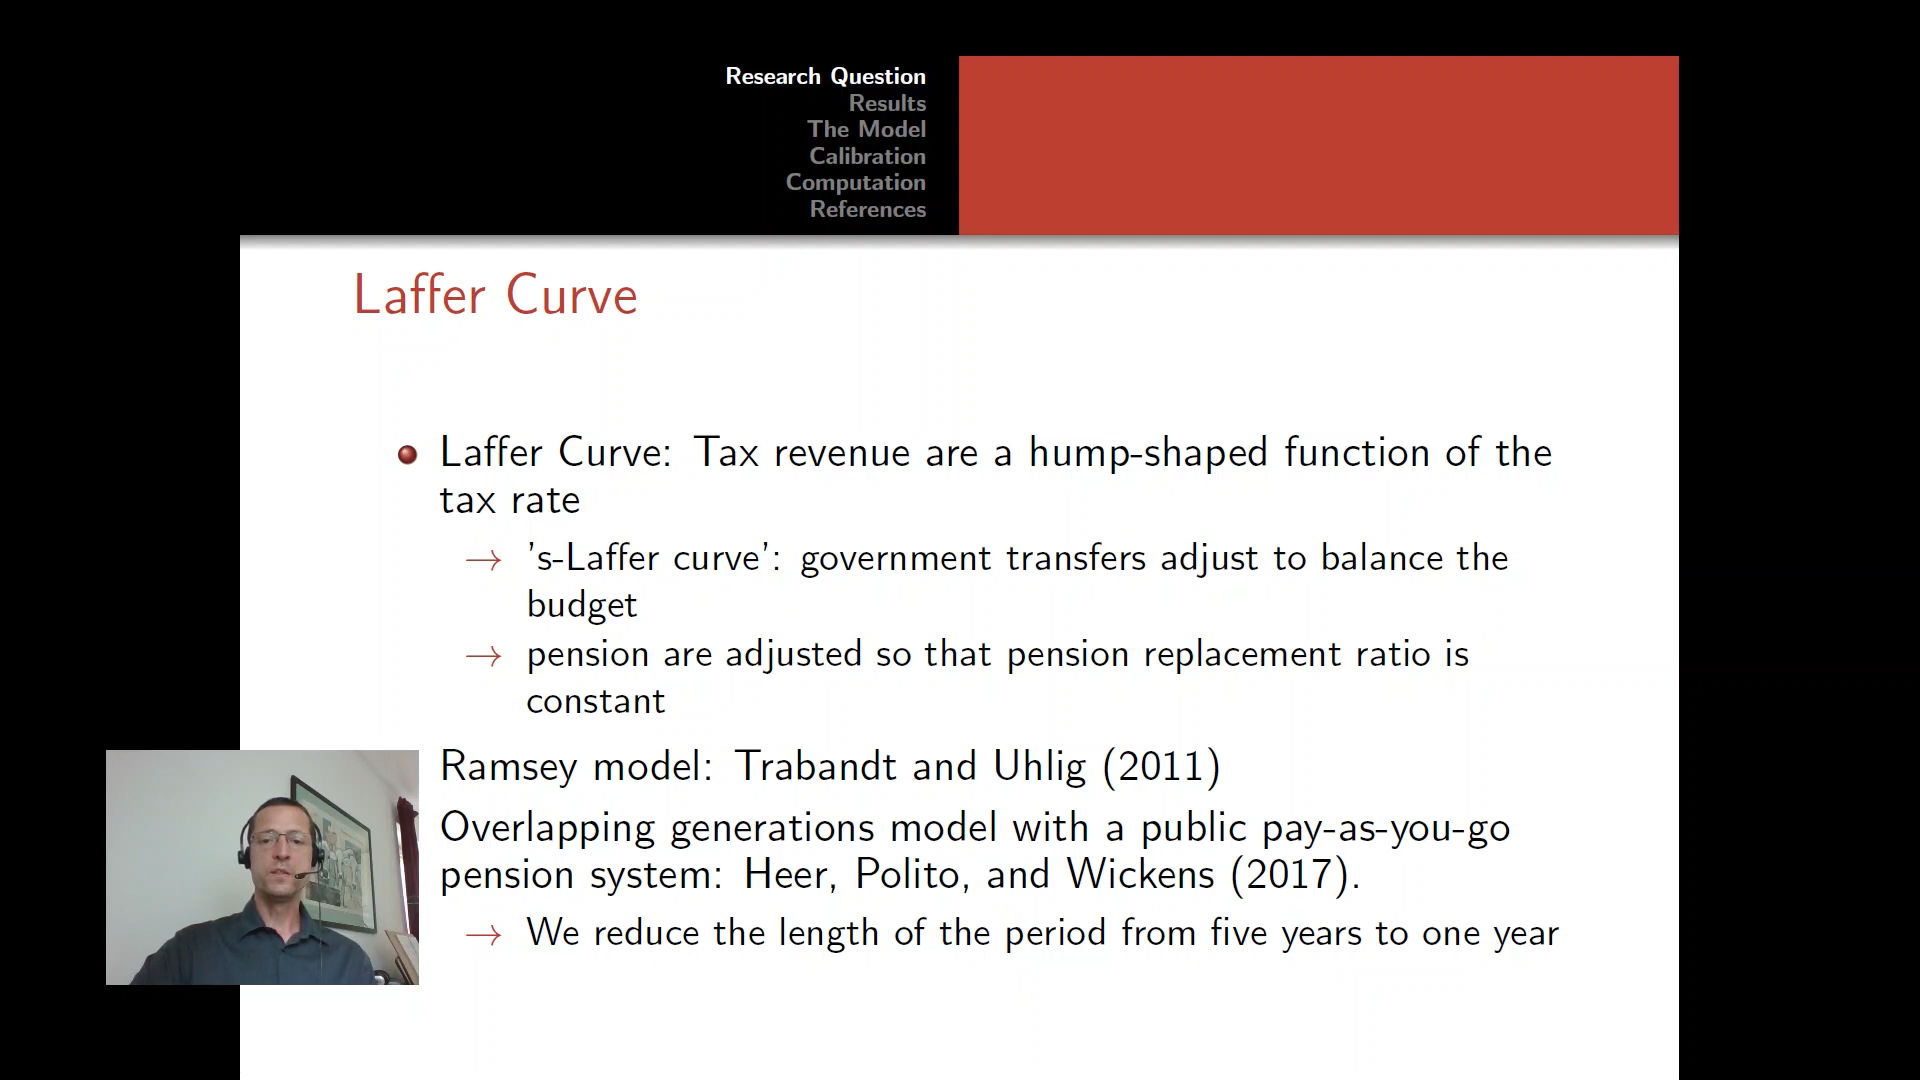 Research Question
Results
The Model
Calibration
Computation
References
Laffer Curve
Laffer Curve: Tax revenue are a hump-shaped function of the
tax rate
→ 's-Laffer curve': government transfers adjust to balance the
budget
→ pension are adjusted so that pension replacement ratio is
constant
Ramsey model: Trabandt and Uhlig (2011)
Overlapping generations model with a public pay-as-you-go
pension system: Heer, Polito, and Wickens (2017).
→ We reduce the length of the period from five years to one year